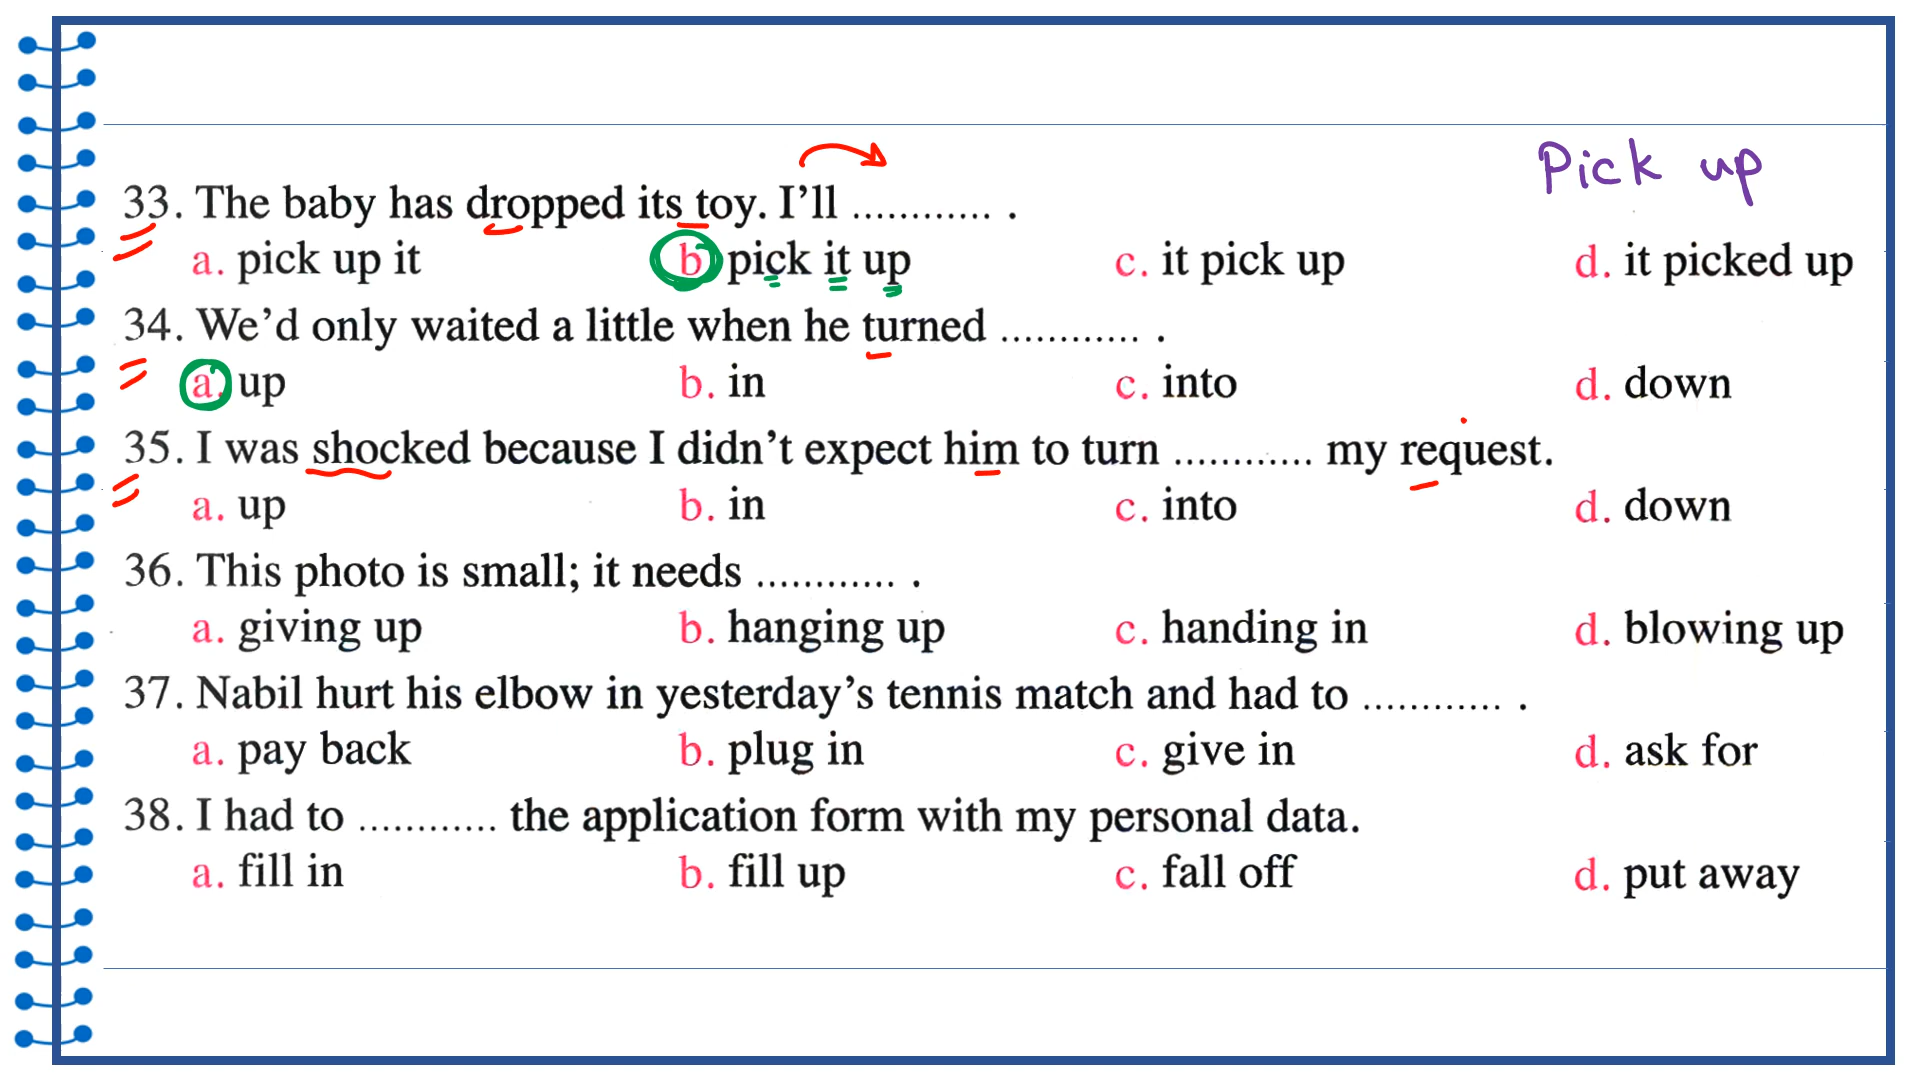 Pick up
33. The baby has dropped its toy. I'll ............ .
a. pick up it b. pick it up c. it pick up d. it picked up
34. We'd only waited a little when he turned ............ .
a. up b. in c. into d. down
35. I was shocked because I didn't expect him to turn ............ my request.
a. up b. in c. into d. down
36. This photo is small; it needs ............ .
a. giving up b. hanging up c. handing in d. blowing up
37. Nabil hurt his elbow in yesterday's tennis match and had to ............ .
a. pay back b. plug in c. give in d. ask for
38. I had to ............ the application form with my personal data.
a. fill in b. fill up c. fall off d. put away